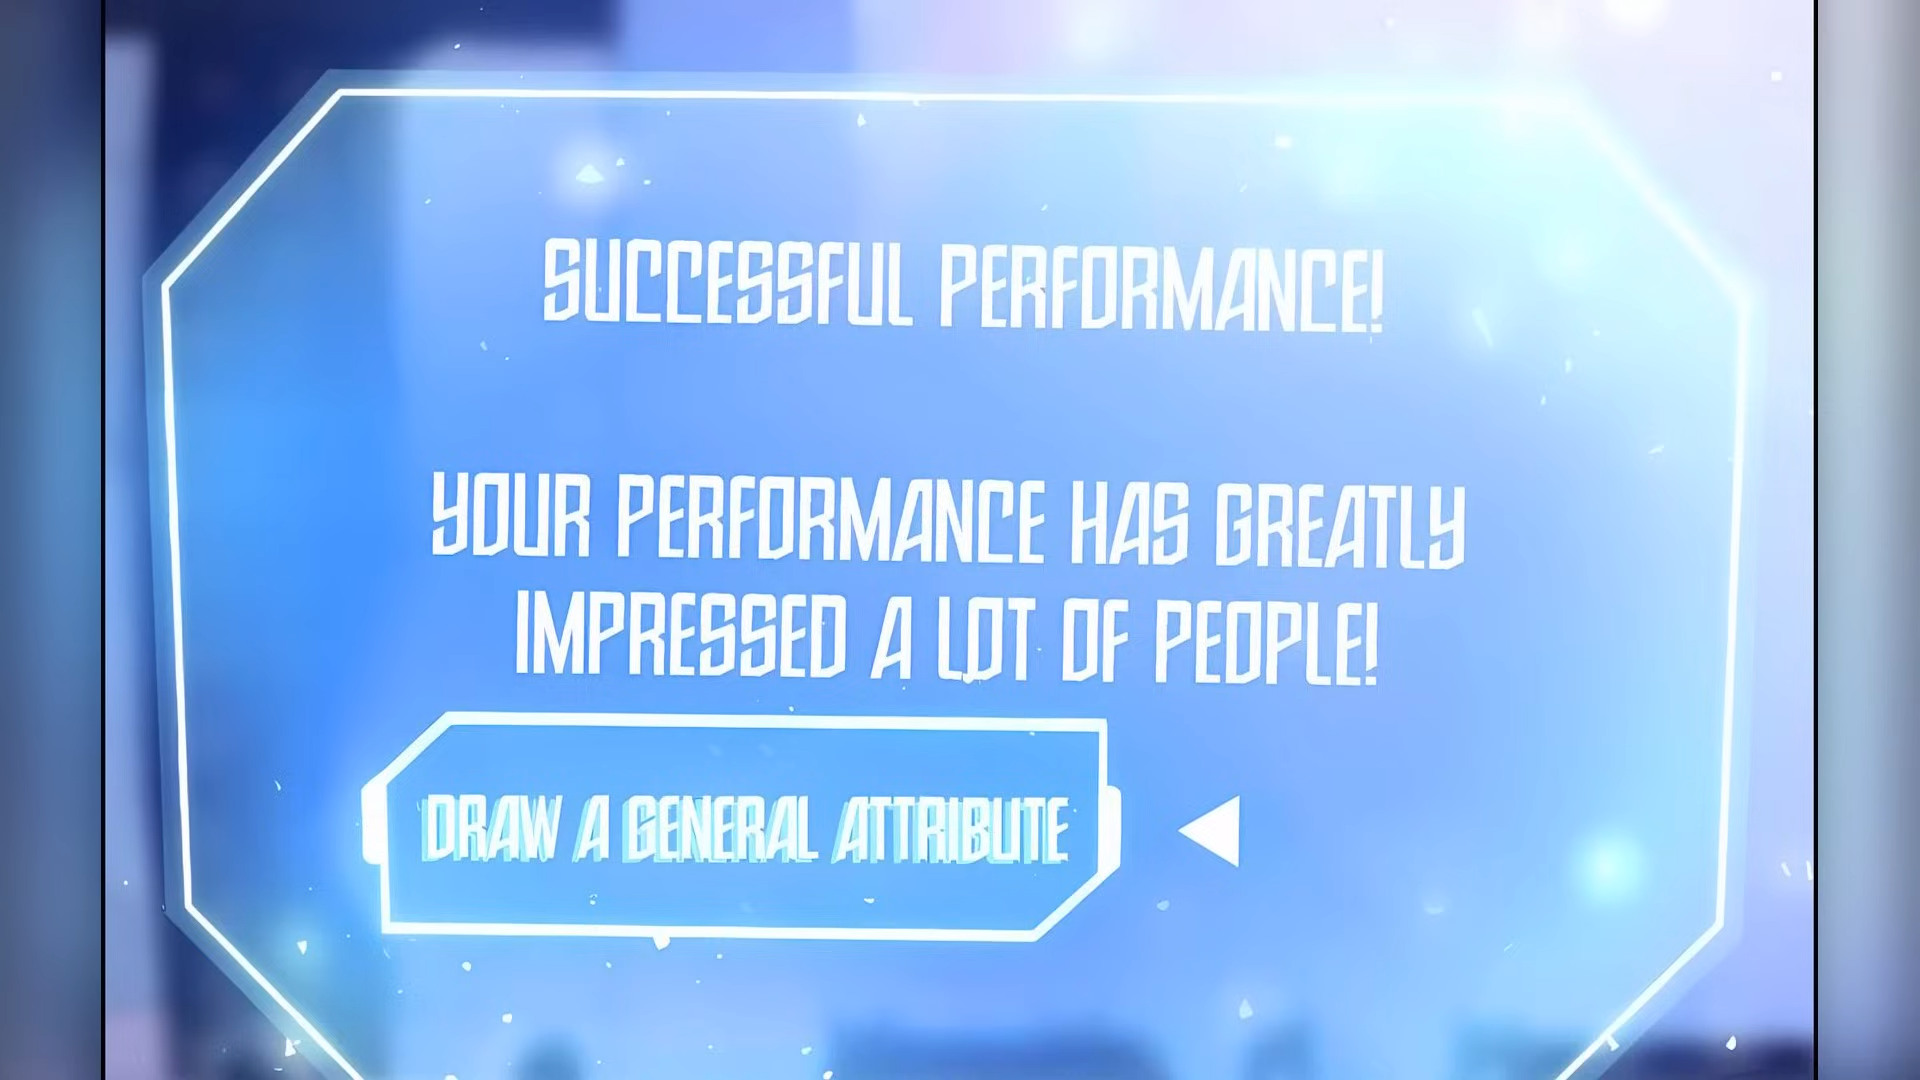 SUCCESSFUL PERFORMANCE!
YOUR PERFORMANCE HAS GREATLY
IMPRESSED A LOT OF PEOPLE!
DRAW A GENERAL ATTRIBUTE